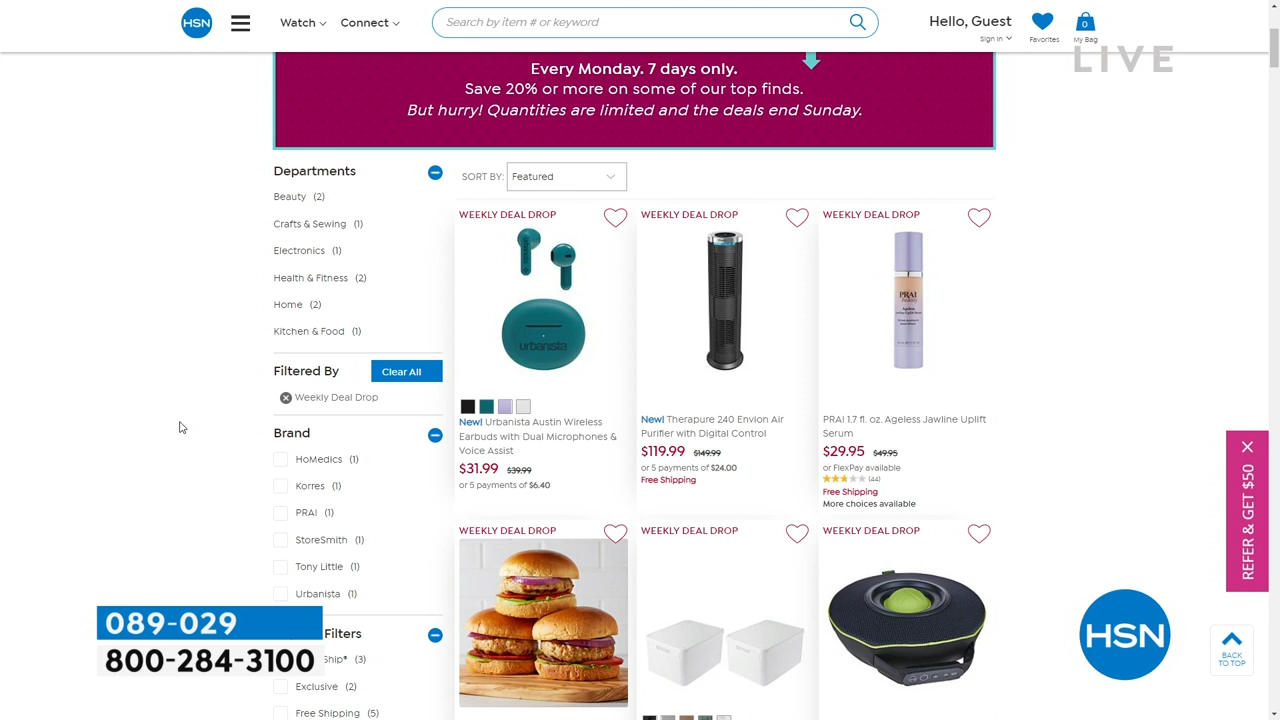 HSN
Watch
Connect
Search by item # or keyword
Hello, Guest
Sign In
Favorites
0
My Bag
LIVE
Every Monday. 7 days only.
Save 20% or more on some of our top finds.
But hurry! Quantities are limited and the deals end Sunday.
Departments
Beauty (2)
Crafts & Sewing (1)
Electronics (1)
Health & Fitness (2)
Home (2)
Kitchen & Food (1)
Filtered By
Clear All
Weekly Deal Drop
Brand
HoMedics (1)
Korres (1)
PRAI (1)
StoreSmith (1)
Tony Little (1)
Urbanista (1)
Filters
Ship® (3)
Exclusive (2)
Free Shipping (5)
SORT BY: Featured
WEEKLY DEAL DROP
urbanista
New! Urbanista Austin Wireless
Earbuds with Dual Microphones &
Voice Assist
$31.99 $39.99
or 5 payments of $6.40
WEEKLY DEAL DROP
New! Therapure 240 Envion Air
Purifier with Digital Control
$119.99 $149.99
or 5 payments of $24.00
Free Shipping
WEEKLY DEAL DROP
PRAI
PRAI 1.7 fl. oz. Ageless Jawline Uplift
Serum
$29.95 $49.95
or FlexPay available
(44)
Free Shipping
More choices available
WEEKLY DEAL DROP
WEEKLY DEAL DROP
WEEKLY DEAL DROP
REFER & GET $50
089-029
800-284-3100
HSN
BACK
TO TOP